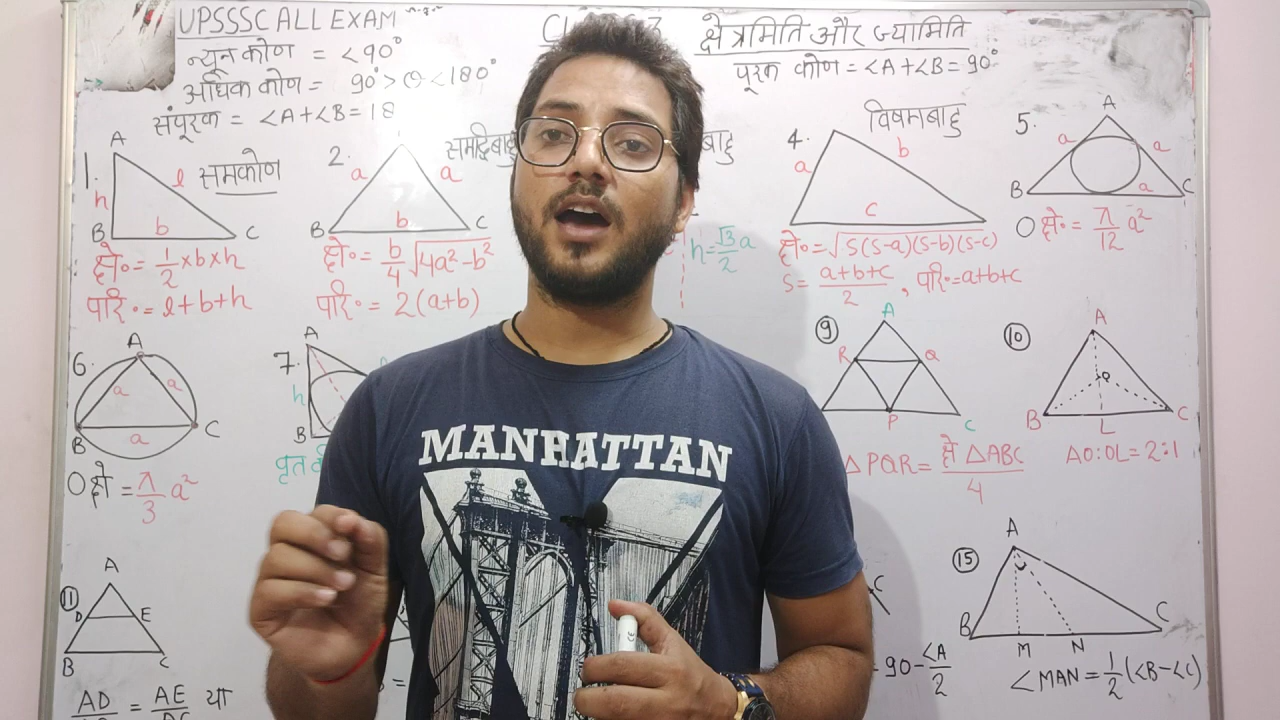 UPSSSC ALL EXAM
न्यून कोण = <90°
अधिक कोण = 90°>θ<180°
संपूरक = <A+<B=18
क्षेत्रमिति और ज्यामिति
पूरक कोण = <A+<B=90°
1.
A
समकोण
h
l
b
B
C
क्षे० = 1/2 ×b×h
परि० = l+b+h
2.
समद्विबाहु
a
a
b
B
C
क्षे० = b/4 √4a²-b²
परि० = 2(a+b)
बाहु
h=√3/2 a
4.
विषमबाहु
a
b
c
क्षे०=√S(S-a)(S-b)(S-c)
S= a+b+c/2 , परि०=a+b+c
5.
A
a
a
a
B
C
○ क्षे० = π/12 a²
6.
A
a
a
a
B
C
○ क्षे० = π/3 a²
7.
A
h
B
वृत
MANHATTAN
9
A
R
Q
P
C
△ PQR = क्षे △ABC/4
10
A
O
B
L
C
AO:OL=2:1
11
A
D
E
B
C
AD = AE या
90-<A/2
15
A
B
M
N
C
<MAN=1/2(<B-<C)